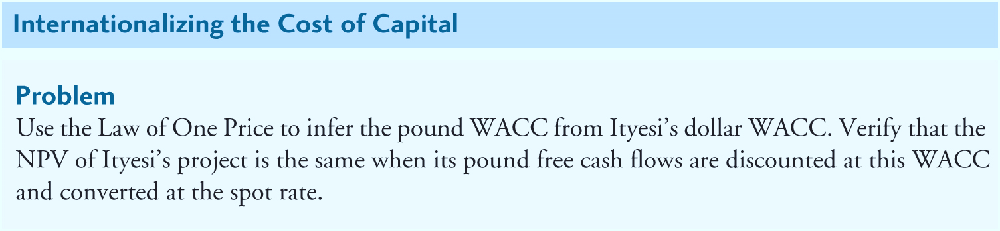 Internationalizing the Cost of Capital
Problem
Use the Law of One Price to infer the pound WACC from Ityesi’s dollar WACC. Verify that the
NPV of Ityesi’s project is the same when its pound free cash flows are discounted at this WACC
and converted at the spot rate.